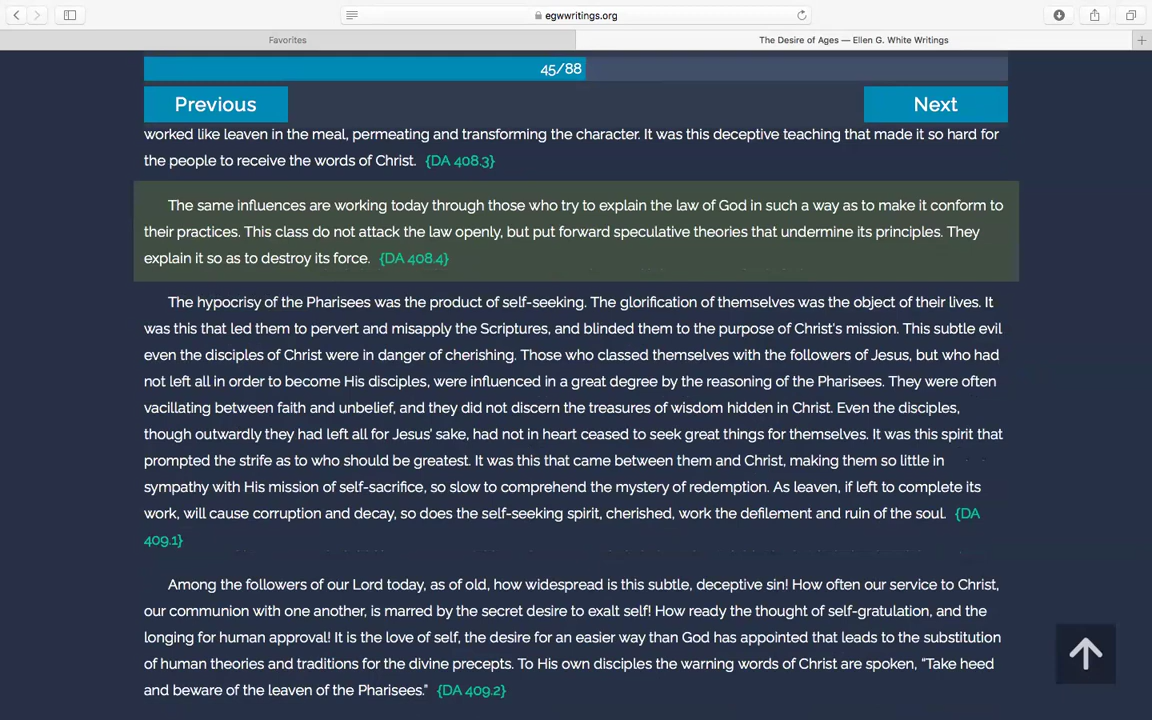 egwwritings.org
Favorites
The Desire of Ages — Ellen G. White Writings
45/88
Previous
Next
worked like leaven in the meal, permeating and transforming the character. It was this deceptive teaching that made it so hard for
the people to receive the words of Christ. {DA 408.3}
The same influences are working today through those who try to explain the law of God in such a way as to make it conform to
their practices. This class do not attack the law openly, but put forward speculative theories that undermine its principles. They
explain it so as to destroy its force. {DA 408.4}
The hypocrisy of the Pharisees was the product of self-seeking. The glorification of themselves was the object of their lives. It
was this that led them to pervert and misapply the Scriptures, and blinded them to the purpose of Christ's mission. This subtle evil
even the disciples of Christ were in danger of cherishing. Those who classed themselves with the followers of Jesus, but who had
not left all in order to become His disciples, were influenced in a great degree by the reasoning of the Pharisees. They were often
vacillating between faith and unbelief, and they did not discern the treasures of wisdom hidden in Christ. Even the disciples,
though outwardly they had left all for Jesus' sake, had not in heart ceased to seek great things for themselves. It was this spirit that
prompted the strife as to who should be greatest. It was this that came between them and Christ, making them so little in
sympathy with His mission of self-sacrifice, so slow to comprehend the mystery of redemption. As leaven, if left to complete its
work, will cause corruption and decay, so does the self-seeking spirit, cherished, work the defilement and ruin of the soul. {DA
409.1}
Among the followers of our Lord today, as of old, how widespread is this subtle, deceptive sin! How often our service to Christ,
our communion with one another, is marred by the secret desire to exalt self! How ready the thought of self-gratulation, and the
longing for human approval! It is the love of self, the desire for an easier way than God has appointed that leads to the substitution
of human theories and traditions for the divine precepts. To His own disciples the warning words of Christ are spoken, “Take heed
and beware of the leaven of the Pharisees.” {DA 409.2}